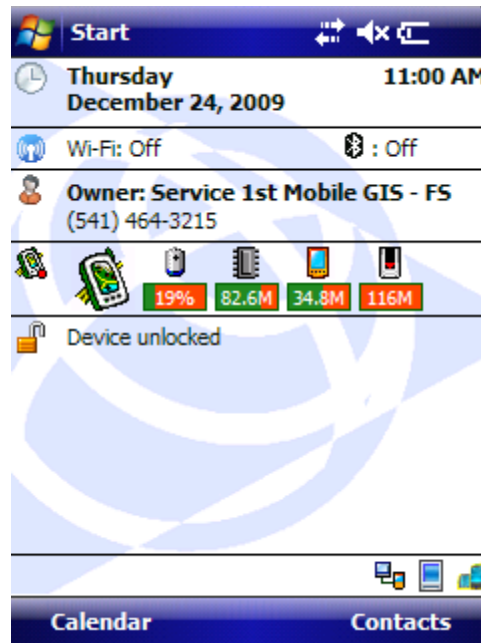 Start
Thursday 11:00 AM
December 24, 2009
Wi-Fi: Off : Off
Owner: Service 1st Mobile GIS - FS
(541) 464-3215
19% 82.6M 34.8M 116M
Device unlocked
Calendar Contacts